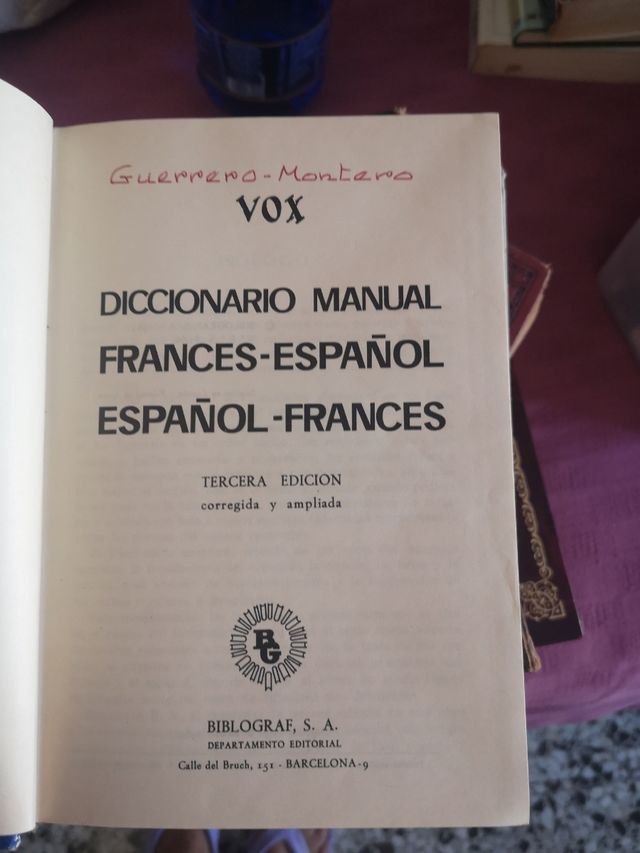 Guerrero-Montero
VOX
DICCIONARIO MANUAL
FRANCES-ESPAÑOL
ESPAÑOL-FRANCES
TERCERA EDICION
corregida y ampliada
BG
BIBLOGRAF, S. A.
DEPARTAMENTO EDITORIAL
Calle del Bruch, 151 - BARCELONA-9